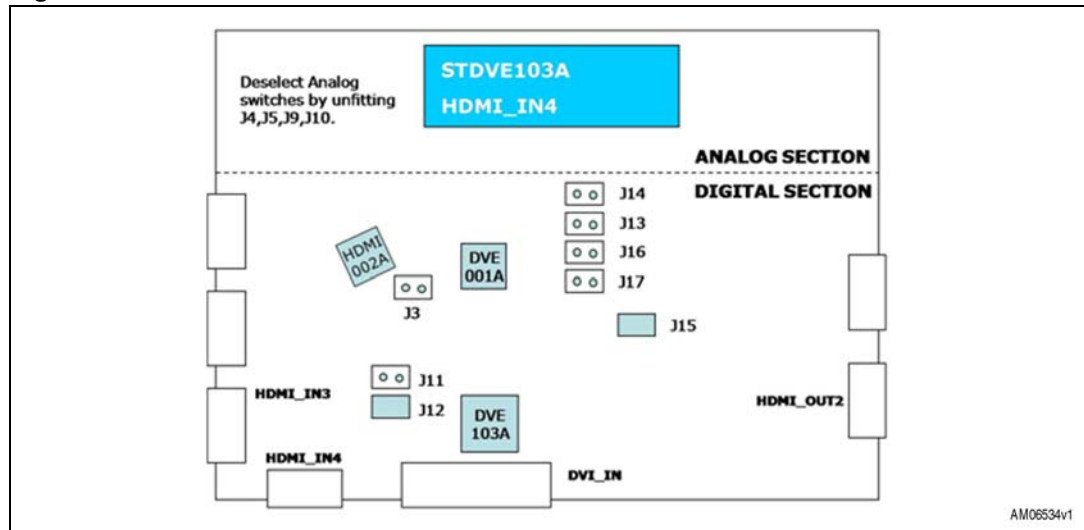 STDVE103A
HDMI_IN4
Deselect Analog
switches by unfitting
J4,J5,J9,J10.
ANALOG SECTION
DIGITAL SECTION
J14
J13
J16
J17
HDMI
002A
DVE
001A
J3
J15
J11
J12
HDMI_IN3
DVE
103A
HDMI_OUT2
HDMI_IN4
DVI_IN
AM06534v1